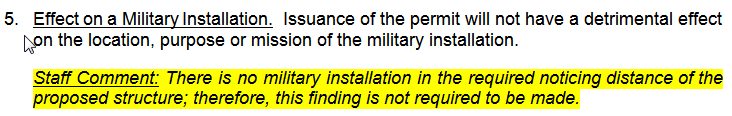 5. Effect on a Military Installation. Issuance of the permit will not have a detrimental effect
on the location, purpose or mission of the military installation.
Staff Comment: There is no military installation in the required noticing distance of the
proposed structure; therefore, this finding is not required to be made.